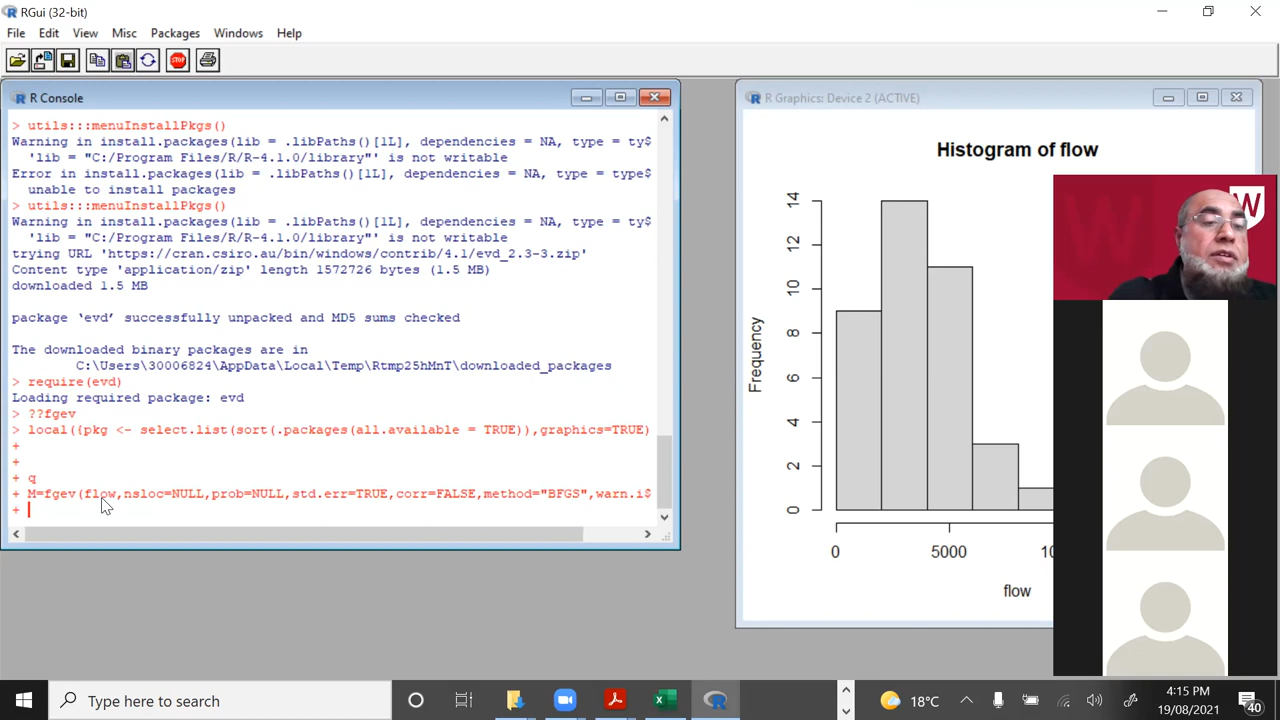 RGui (32-bit)
File Edit View Misc Packages Windows Help
STOP
R Console
> utils:::menuInstallPkgs()
Warning in install.packages(lib = .libPaths()[1L], dependencies = NA, type = ty$
'lib = "C:/Program Files/R/R-4.1.0/library"' is not writable
Error in install.packages(lib = .libPaths()[1L], dependencies = NA, type = type$
unable to install packages
> utils:::menuInstallPkgs()
Warning in install.packages(lib = .libPaths()[1L], dependencies = NA, type = ty$
'lib = "C:/Program Files/R/R-4.1.0/library"' is not writable
trying URL 'https://cran.csiro.au/bin/windows/contrib/4.1/evd_2.3-3.zip'
Content type 'application/zip' length 1572726 bytes (1.5 MB)
downloaded 1.5 MB
package ‘evd’ successfully unpacked and MD5 sums checked
The downloaded binary packages are in
C:\Users\30006824\AppData\Local\Temp\Rtmp25hMnT\downloaded_packages
> require(evd)
Loading required package: evd
> ??fgev
> local({pkg <- select.list(sort(.packages(all.available = TRUE)),graphics=TRUE)
+
+
+ q
+ M=fgev(flow,nsloc=NULL,prob=NULL,std.err=TRUE,corr=FALSE,method="BFGS",warn.i$
+
R Graphics: Device 2 (ACTIVE)
Histogram of flow
Frequency
14
12
10
8
6
4
2
0
0 5000 10
flow
W
Type here to search
18°C
4:15 PM
19/08/2021
40